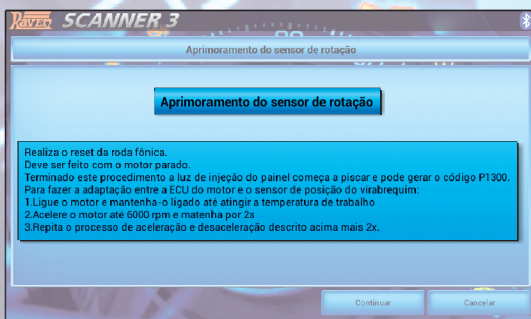 Raven SCANNER 3
Aprimoramento do sensor de rotação
Aprimoramento do sensor de rotação
Realiza o reset da roda fônica.
Deve ser feito com o motor parado.
Terminado este procedimento a luz de injeção do painel começa a piscar e pode gerar o código P1300.
Para fazer a adaptação entre a ECU do motor e o sensor de posição do virabrequim:
1.Ligue o motor e mantenha-o ligado até atingir a temperatura de trabalho
2.Acelere o motor até 6000 rpm e matenha por 2s
3.Repita o processo de aceleração e desaceleração descrito acima mais 2x.
Continuar Cancelar